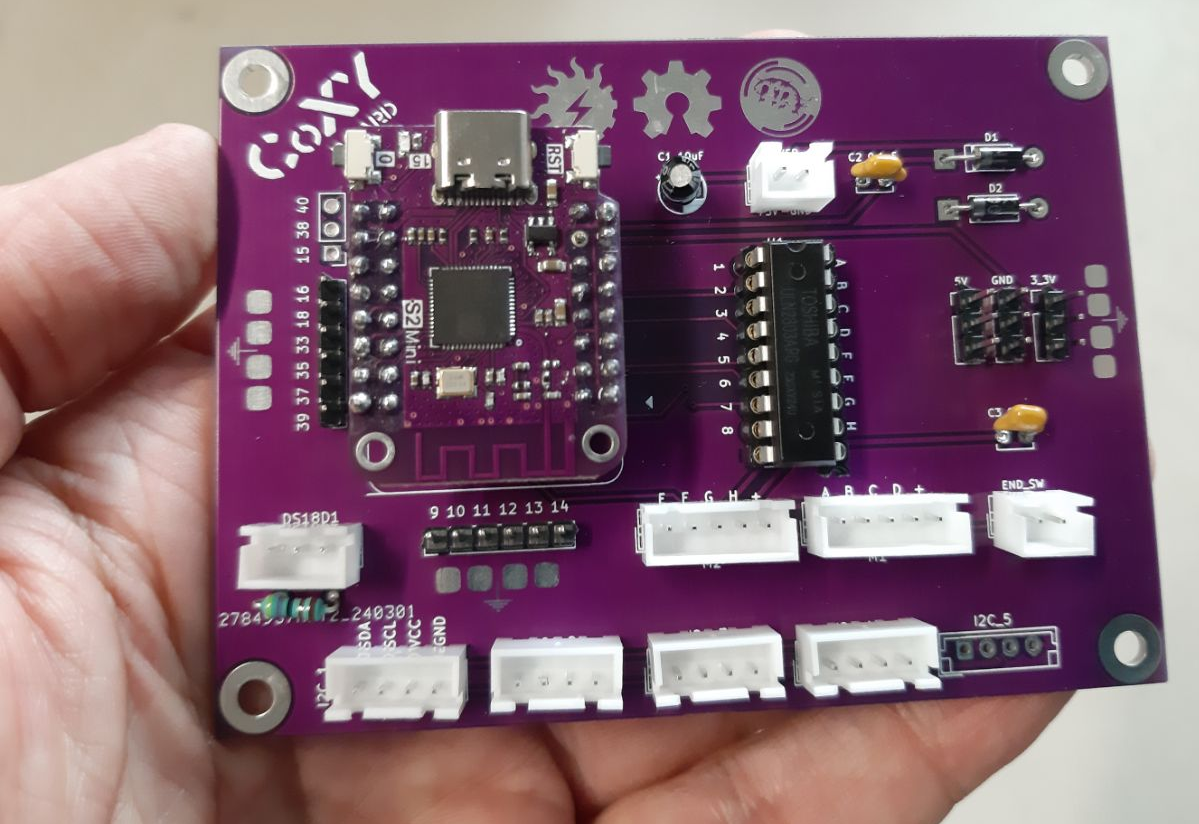 CoXY
0
15
RST
C1 10uF
D1
D2
40
38
15
16
18
33
35
37
39
S2 Mini
1
2
3
4
5
6
7
8
A
B
C
D
E
F
G
H
TOSHIBA
5V GND 3_3V
C3
9 10 11 12 13 14
E F G H +
A B C D +
END_SW
M2
M1
DS18D1
SDA
SCL
VCC
GND
I2C_5